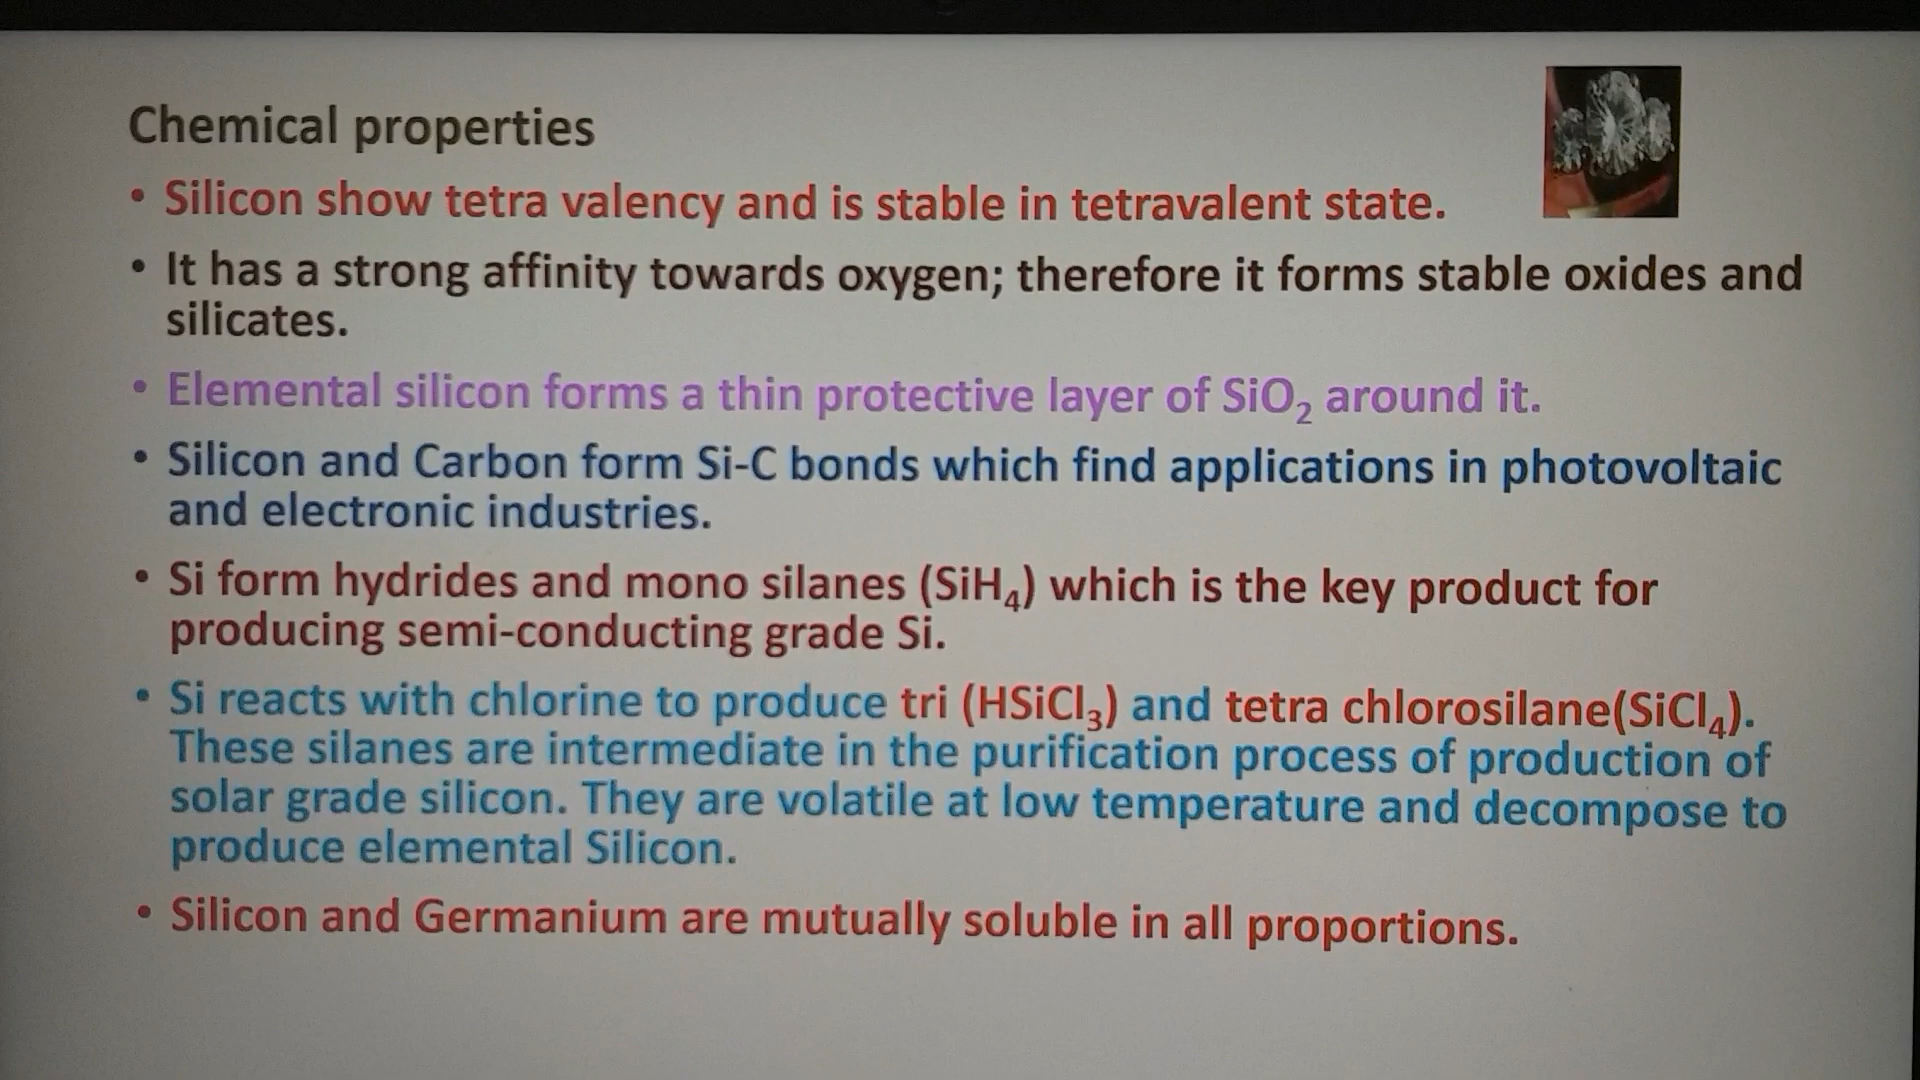 Chemical properties
• Silicon show tetra valency and is stable in tetravalent state.
• It has a strong affinity towards oxygen; therefore it forms stable oxides and
silicates.
• Elemental silicon forms a thin protective layer of SiO₂ around it.
• Silicon and Carbon form Si-C bonds which find applications in photovoltaic
and electronic industries.
• Si form hydrides and mono silanes (SiH₄) which is the key product for
producing semi-conducting grade Si.
• Si reacts with chlorine to produce tri (HSiCl₃) and tetra chlorosilane(SiCl₄).
These silanes are intermediate in the purification process of production of
solar grade silicon. They are volatile at low temperature and decompose to
produce elemental Silicon.
• Silicon and Germanium are mutually soluble in all proportions.